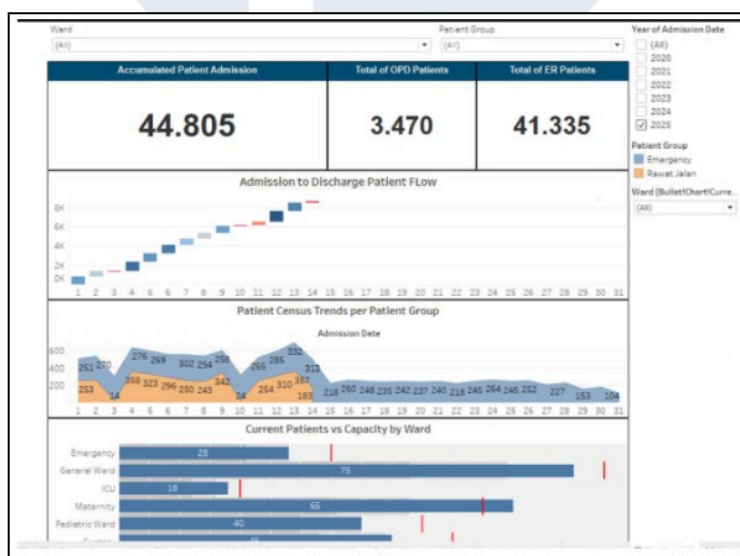 Ward
Patient Group
Year of Admission Date
(All)
(All)
(All)
2020
2021
2022
2023
2024
2025
Accumulated Patient Admission
Total of OPD Patients
Total of ER Patients
44.805
3.470
41.335
Patient Group
Emergency
Rawat Jalan
Ward (Bullet!Chart!Curre..
(All)
Admission to Discharge Patient FLow
8K
6K
4K
2K
0K
1 2 3 4 5 6 7 8 9 10 11 12 13 14 15 16 17 18 19 20 21 22 23 24 25 26 27 28 29 30 31
Patient Census Trends per Patient Group
Admission Date
600
400
200
251 270 276 269 302 294 258 265 285 332 313
253 14 358 323 296 250 243 342 24 254 310 357 183
218 260 248 235 242 237 240 218 245 264 245 252 227 153 104
1 2 3 4 5 6 7 8 9 10 11 12 13 14 15 16 17 18 19 20 21 22 23 24 25 26 27 28 29 30 31
Current Patients vs Capacity by Ward
Emergency 28
General Ward 75
ICU 18
Maternity 65
Pediatric Ward 40